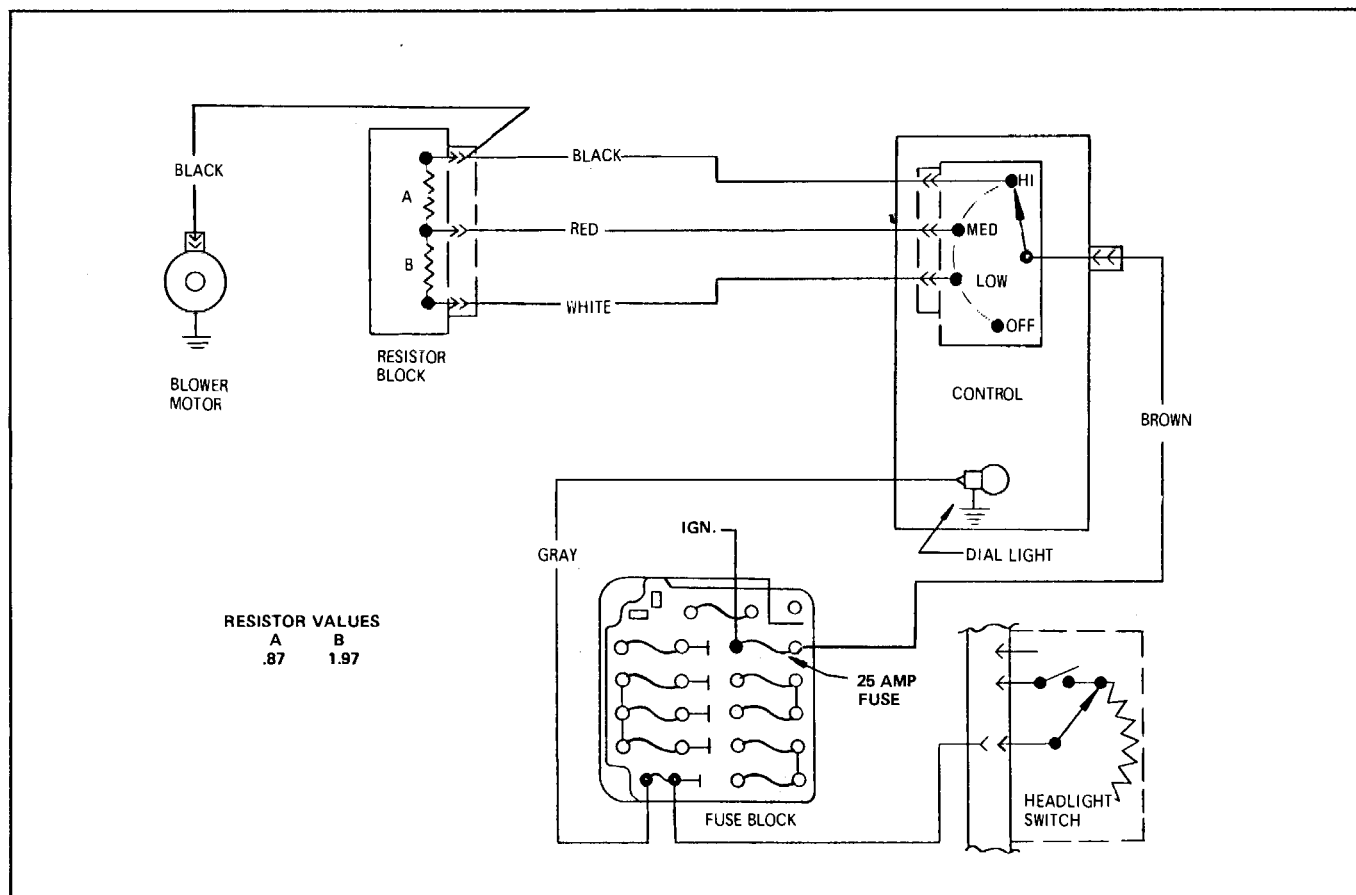 BLACK
BLACK
A
RED
B
WHITE
RESISTOR
BLOCK
BLOWER
MOTOR
HI
MED
LOW
OFF
CONTROL
BROWN
DIAL LIGHT
IGN.
GRAY
RESISTOR VALUES
A B
.87 1.97
25 AMP
FUSE
FUSE BLOCK
HEADLIGHT
SWITCH